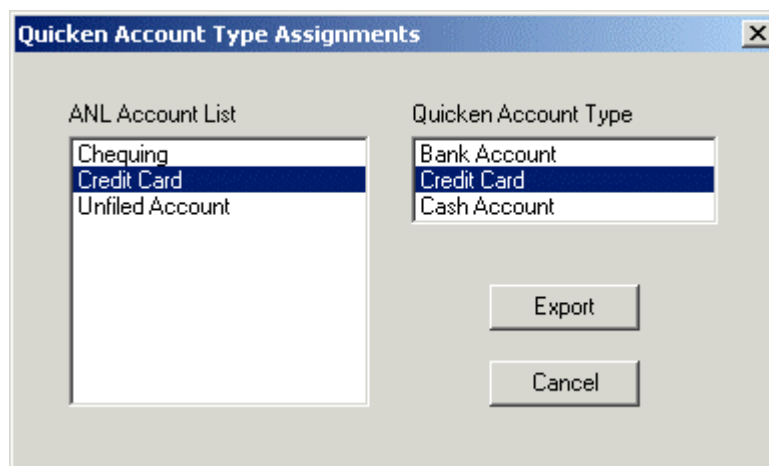 Quicken Account Type Assignments
ANL Account List
Chequing
Credit Card
Unfiled Account
Quicken Account Type
Bank Account
Credit Card
Cash Account
Export
Cancel